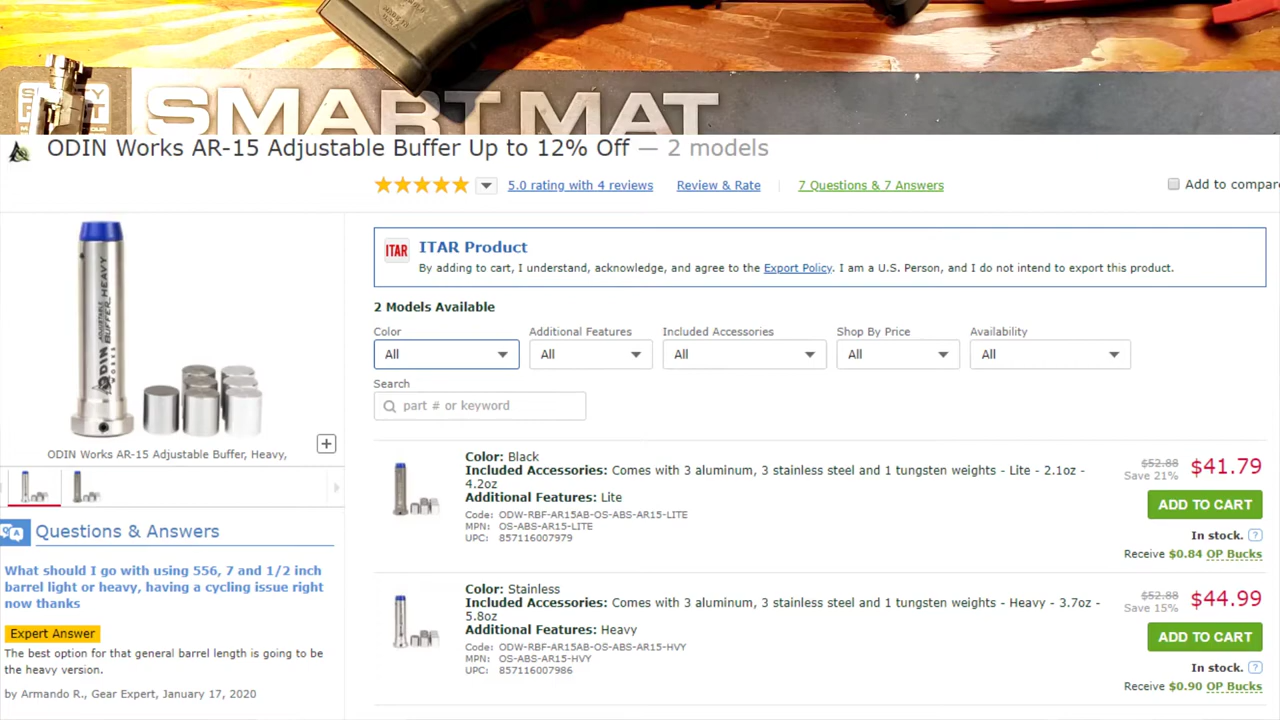 SMART MAT
ODIN Works AR-15 Adjustable Buffer Up to 12% Off — 2 models
5.0 rating with 4 reviews
Review & Rate
7 Questions & 7 Answers
Add to compare
ITAR
ITAR Product
By adding to cart, I understand, acknowledge, and agree to the Export Policy. I am a U.S. Person, and I do not intend to export this product.
2 Models Available
Color
Additional Features
Included Accessories
Shop By Price
Availability
All
All
All
All
All
Search
part # or keyword
ODIN WORKS
ADJUSTABLE
BUFFER_HEAVY
ODIN Works AR-15 Adjustable Buffer, Heavy,
Color: Black
Included Accessories: Comes with 3 aluminum, 3 stainless steel and 1 tungsten weights - Lite - 2.1oz -
4.2oz
Additional Features: Lite
Code: ODW-RBF-AR15AB-OS-ABS-AR15-LITE
MPN: OS-ABS-AR15-LITE
UPC: 857116007979
$52.88
Save 21%
$41.79
ADD TO CART
In stock. ?
Receive $0.84 OP Bucks
Color: Stainless
Included Accessories: Comes with 3 aluminum, 3 stainless steel and 1 tungsten weights - Heavy - 3.7oz -
5.8oz
Additional Features: Heavy
Code: ODW-RBF-AR15AB-OS-ABS-AR15-HVY
MPN: OS-ABS-AR15-HVY
UPC: 857116007986
$52.88
Save 15%
$44.99
ADD TO CART
In stock. ?
Receive $0.90 OP Bucks
Questions & Answers
What should I go with using 556, 7 and 1/2 inch
barrel light or heavy, having a cycling issue right
now thanks
Expert Answer
The best option for that general barrel length is going to be
the heavy version.
by Armando R., Gear Expert, January 17, 2020